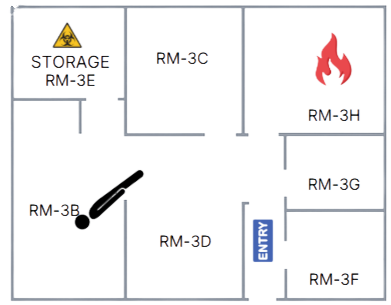 STORAGE
RM-3E
RM-3C
RM-3H
RM-3G
RM-3B
RM-3D
ENTRY
RM-3F